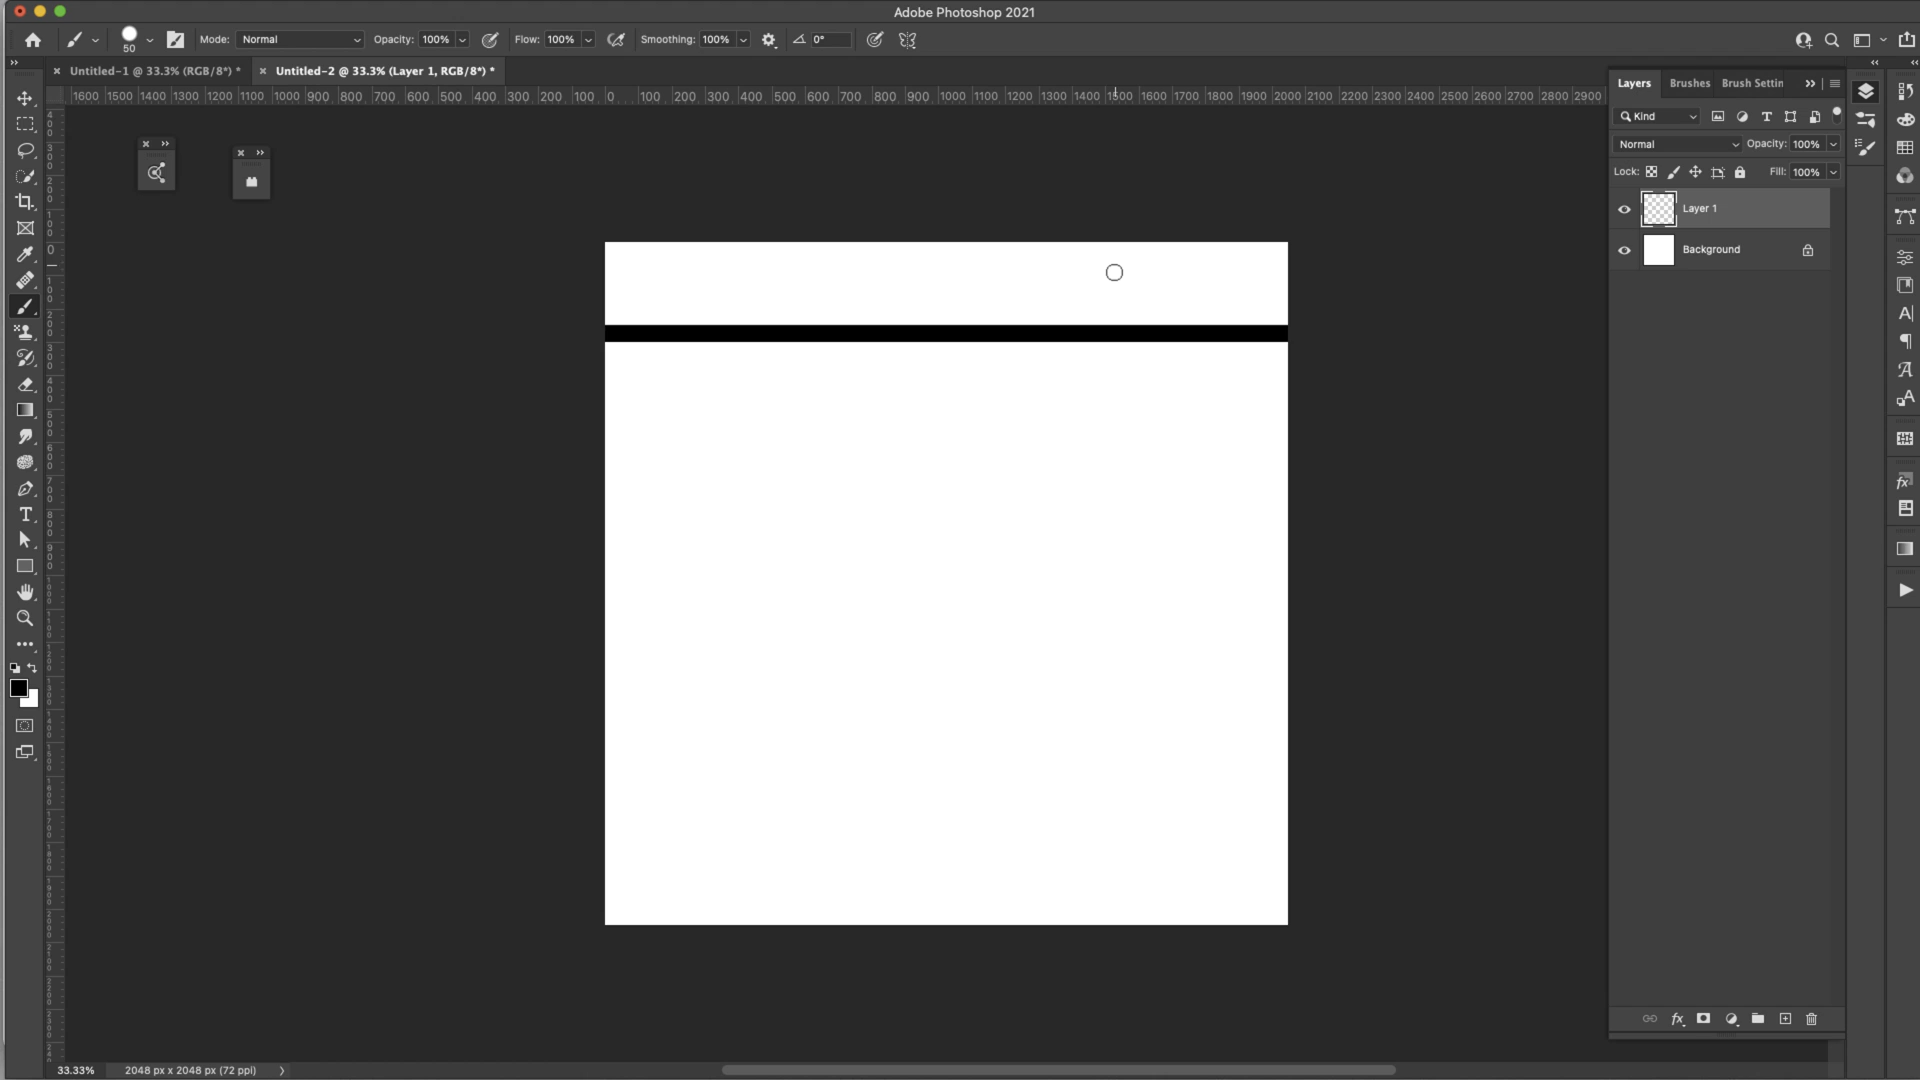 Adobe Photoshop 2021
50 Mode: Normal Opacity: 100% Flow: 100% Smoothing: 100% 0°
Untitled-1 @ 33.3% (RGB/8*) * Untitled-2 @ 33.3% (Layer 1, RGB/8*) *
1600 1500 1400 1300 1200 1100 1000 900 800 700 600 500 400 300 200 100 0 100 200 300 400 500 600 700 800 900 1000 1100 1200 1300 1400 1500 1600 1700 1800 1900 2000 2100 2200 2300 2400 2500 2600 2700 2800 2900
Layers Brushes Brush Settin
Kind
Normal Opacity: 100%
Lock: Fill: 100%
Layer 1
Background
33.33% 2048 px x 2048 px (72 ppi)